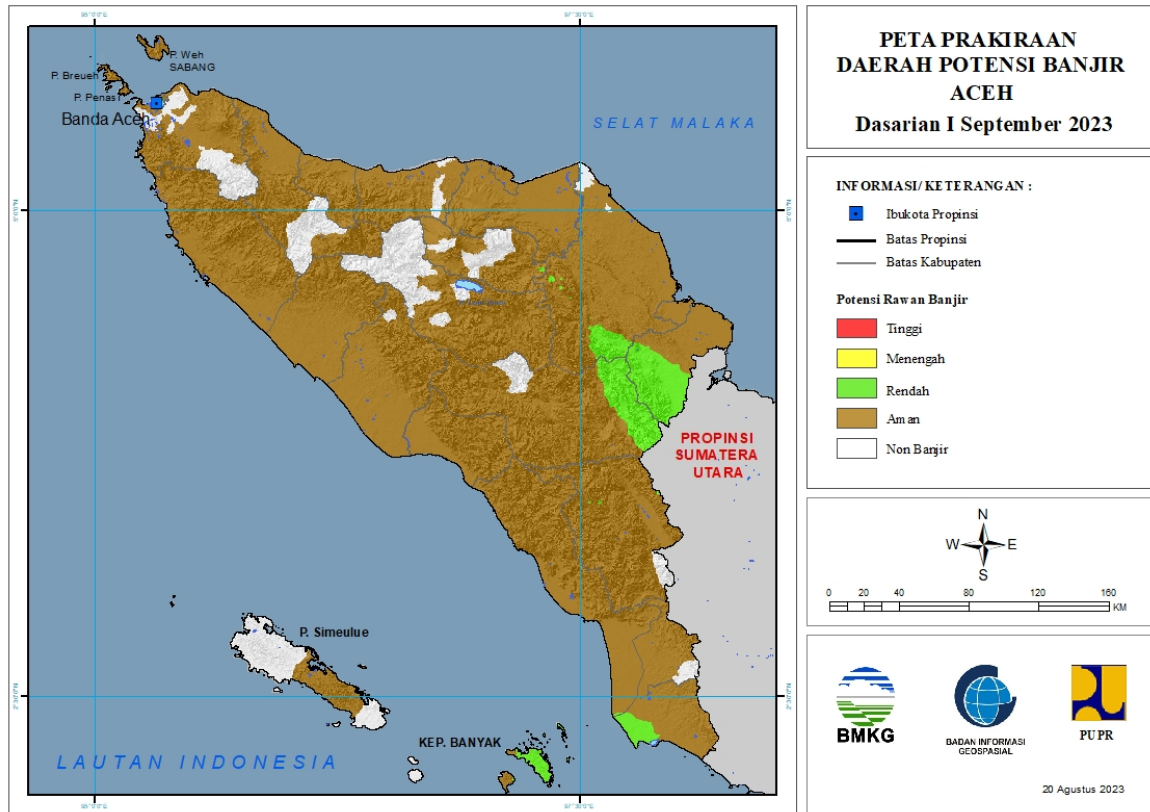 PETA PRAKIRAAN
DAERAH POTENSI BANJIR
ACEH
Dasarian I September 2023
INFORMASI/ KETERANGAN :
Ibukota Propinsi
Batas Propinsi
Batas Kabupaten
Potensi Rawan Banjir
Tinggi
Menengah
Rendah
Aman
Non Banjir
N
W E
S
0 20 40 80 120 160
KM
BMKG
BADAN INFORMASI
GEOSPASIAL
PUPR
20 Agustus 2023
P. Weh
SABANG
P. Breueh
P. Penasi
Banda Aceh
SELAT MALAKA
PROPINSI
SUMATERA
UTARA
P. Simeulue
KEP. BANYAK
LAUTAN INDONESIA